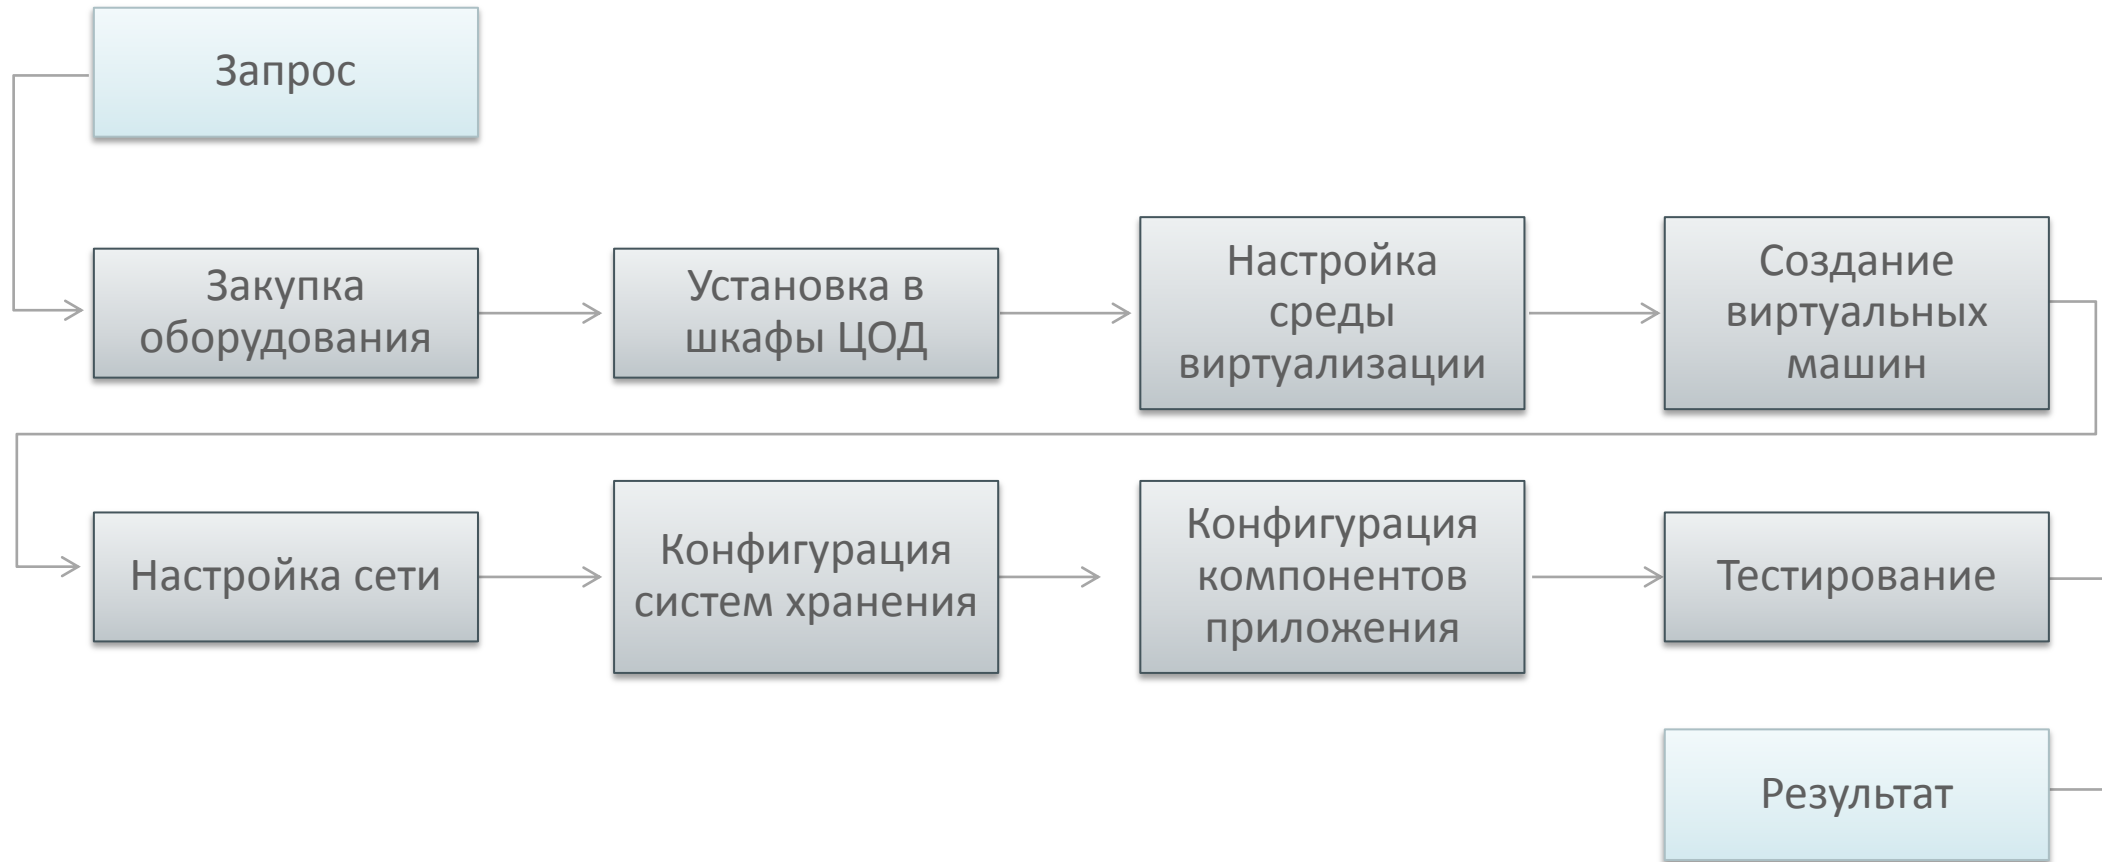 Запрос
Закупка
оборудования
Установка в
шкафы ЦОД
Настройка
среды
виртуализации
Создание
виртуальных
машин
Настройка сети
Конфигурация
систем хранения
Конфигурация
компонентов
приложения
Тестирование
Результат